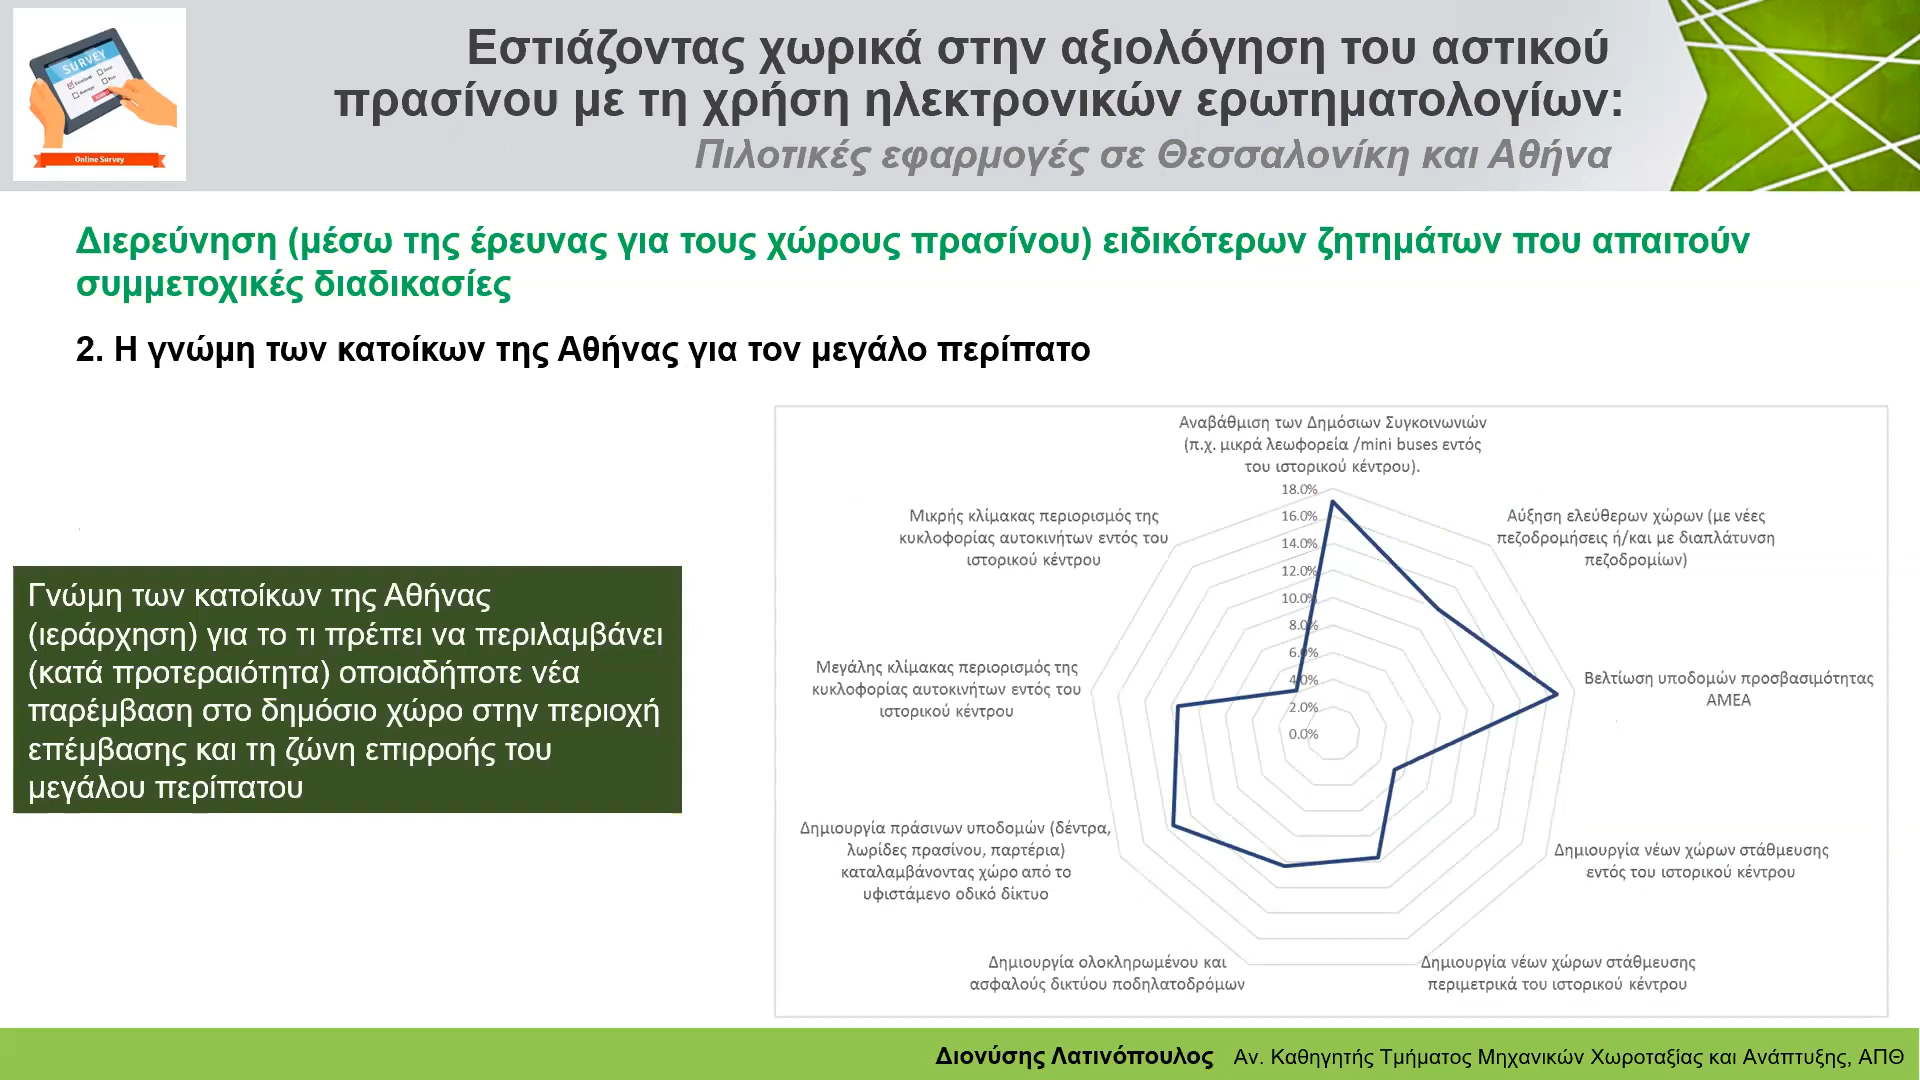 SURVEY
Online Survey
Εστιάζοντας χωρικά στην αξιολόγηση του αστικού
πρασίνου με τη χρήση ηλεκτρονικών ερωτηματολογίων:
Πιλοτικές εφαρμογές σε Θεσσαλονίκη και Αθήνα
Διερεύνηση (μέσω της έρευνας για τους χώρους πρασίνου) ειδικότερων ζητημάτων που απαιτούν
συμμετοχικές διαδικασίες
2. Η γνώμη των κατοίκων της Αθήνας για τον μεγάλο περίπατο
Γνώμη των κατοίκων της Αθήνας
(ιεράρχηση) για το τι πρέπει να περιλαμβάνει
(κατά προτεραιότητα) οποιαδήποτε νέα
παρέμβαση στο δημόσιο χώρο στην περιοχή
επέμβασης και τη ζώνη επιρροής του
μεγάλου περίπατου
Αναβάθμιση των Δημόσιων Συγκοινωνιών
(π.χ. μικρά λεωφορεία /mini buses εντός
του ιστορικού κέντρου).
Αύξηση ελεύθερων χώρων (με νέες
πεζοδρομήσεις ή/και με διαπλάτυνση
πεζοδρομίων)
Βελτίωση υποδομών προσβασιμότητας
ΑΜΕΑ
Δημιουργία νέων χώρων στάθμευσης
εντός του ιστορικού κέντρου
Δημιουργία νέων χώρων στάθμευσης
περιμετρικά του ιστορικού κέντρου
Δημιουργία ολοκληρωμένου και
ασφαλούς δικτύου ποδηλατοδρόμων
Δημιουργία πράσινων υποδομών (δέντρα,
λωρίδες πρασίνου, παρτέρια)
καταλαμβάνοντας χώρο από το
υφιστάμενο οδικό δίκτυο
Μεγάλης κλίμακας περιορισμός της
κυκλοφορίας αυτοκινήτων εντός του
ιστορικού κέντρου
Μικρής κλίμακας περιορισμός της
κυκλοφορίας αυτοκινήτων εντός του
ιστορικού κέντρου
18.0%
16.0%
14.0%
12.0%
10.0%
8.0%
6.0%
4.0%
2.0%
0.0%
Διονύσης Λατινόπουλος Αν. Καθηγητής Τμήματος Μηχανικών Χωροταξίας και Ανάπτυξης, ΑΠΘ